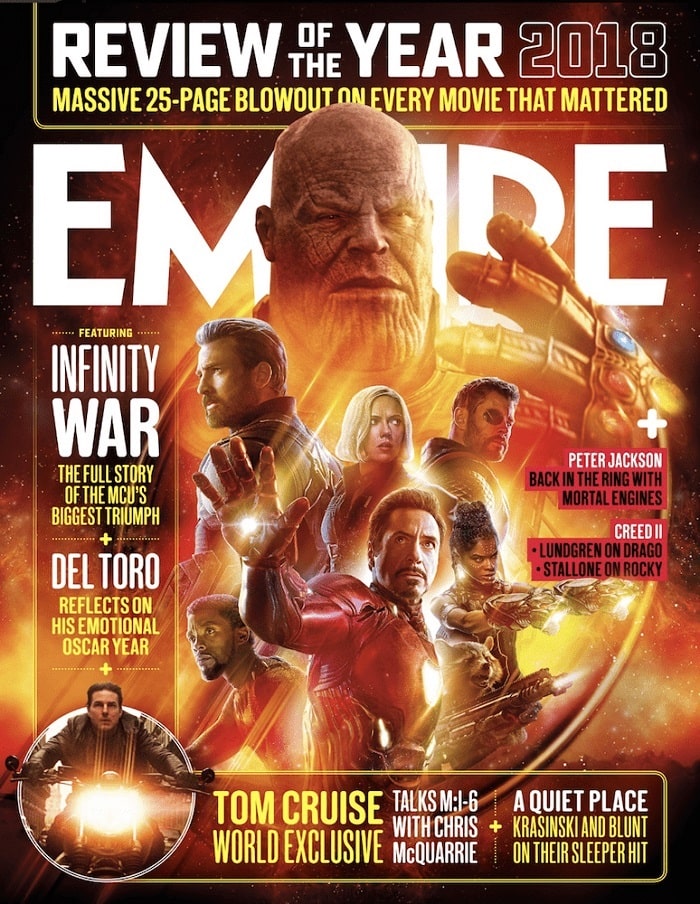 REVIEW OF THE YEAR 2018
MASSIVE 25-PAGE BLOWOUT ON EVERY MOVIE THAT MATTERED
EMPIRE
FEATURING
INFINITY
WAR
THE FULL STORY
OF THE MCU'S
BIGGEST TRIUMPH
+
DEL TORO
REFLECTS ON
HIS EMOTIONAL
OSCAR YEAR
+
+
PETER JACKSON
BACK IN THE RING WITH
MORTAL ENGINES
CREED II
• LUNDGREN ON DRAGO
• STALLONE ON ROCKY
TOM CRUISE
WORLD EXCLUSIVE
TALKS M:I-6
WITH CHRIS
McQUARRIE
+
A QUIET PLACE
KRASINSKI AND BLUNT
ON THEIR SLEEPER HIT